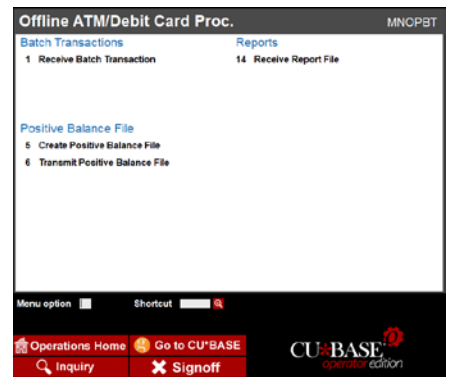 Offline ATM/Debit Card Proc. MNOPBT
Batch Transactions
1 Receive Batch Transaction
Reports
14 Receive Report File
Positive Balance File
5 Create Positive Balance File
6 Transmit Positive Balance File
Menu option
Shortcut
Operations Home
Go to CU*BASE
Inquiry
Signoff
CU*BASE
operator edition